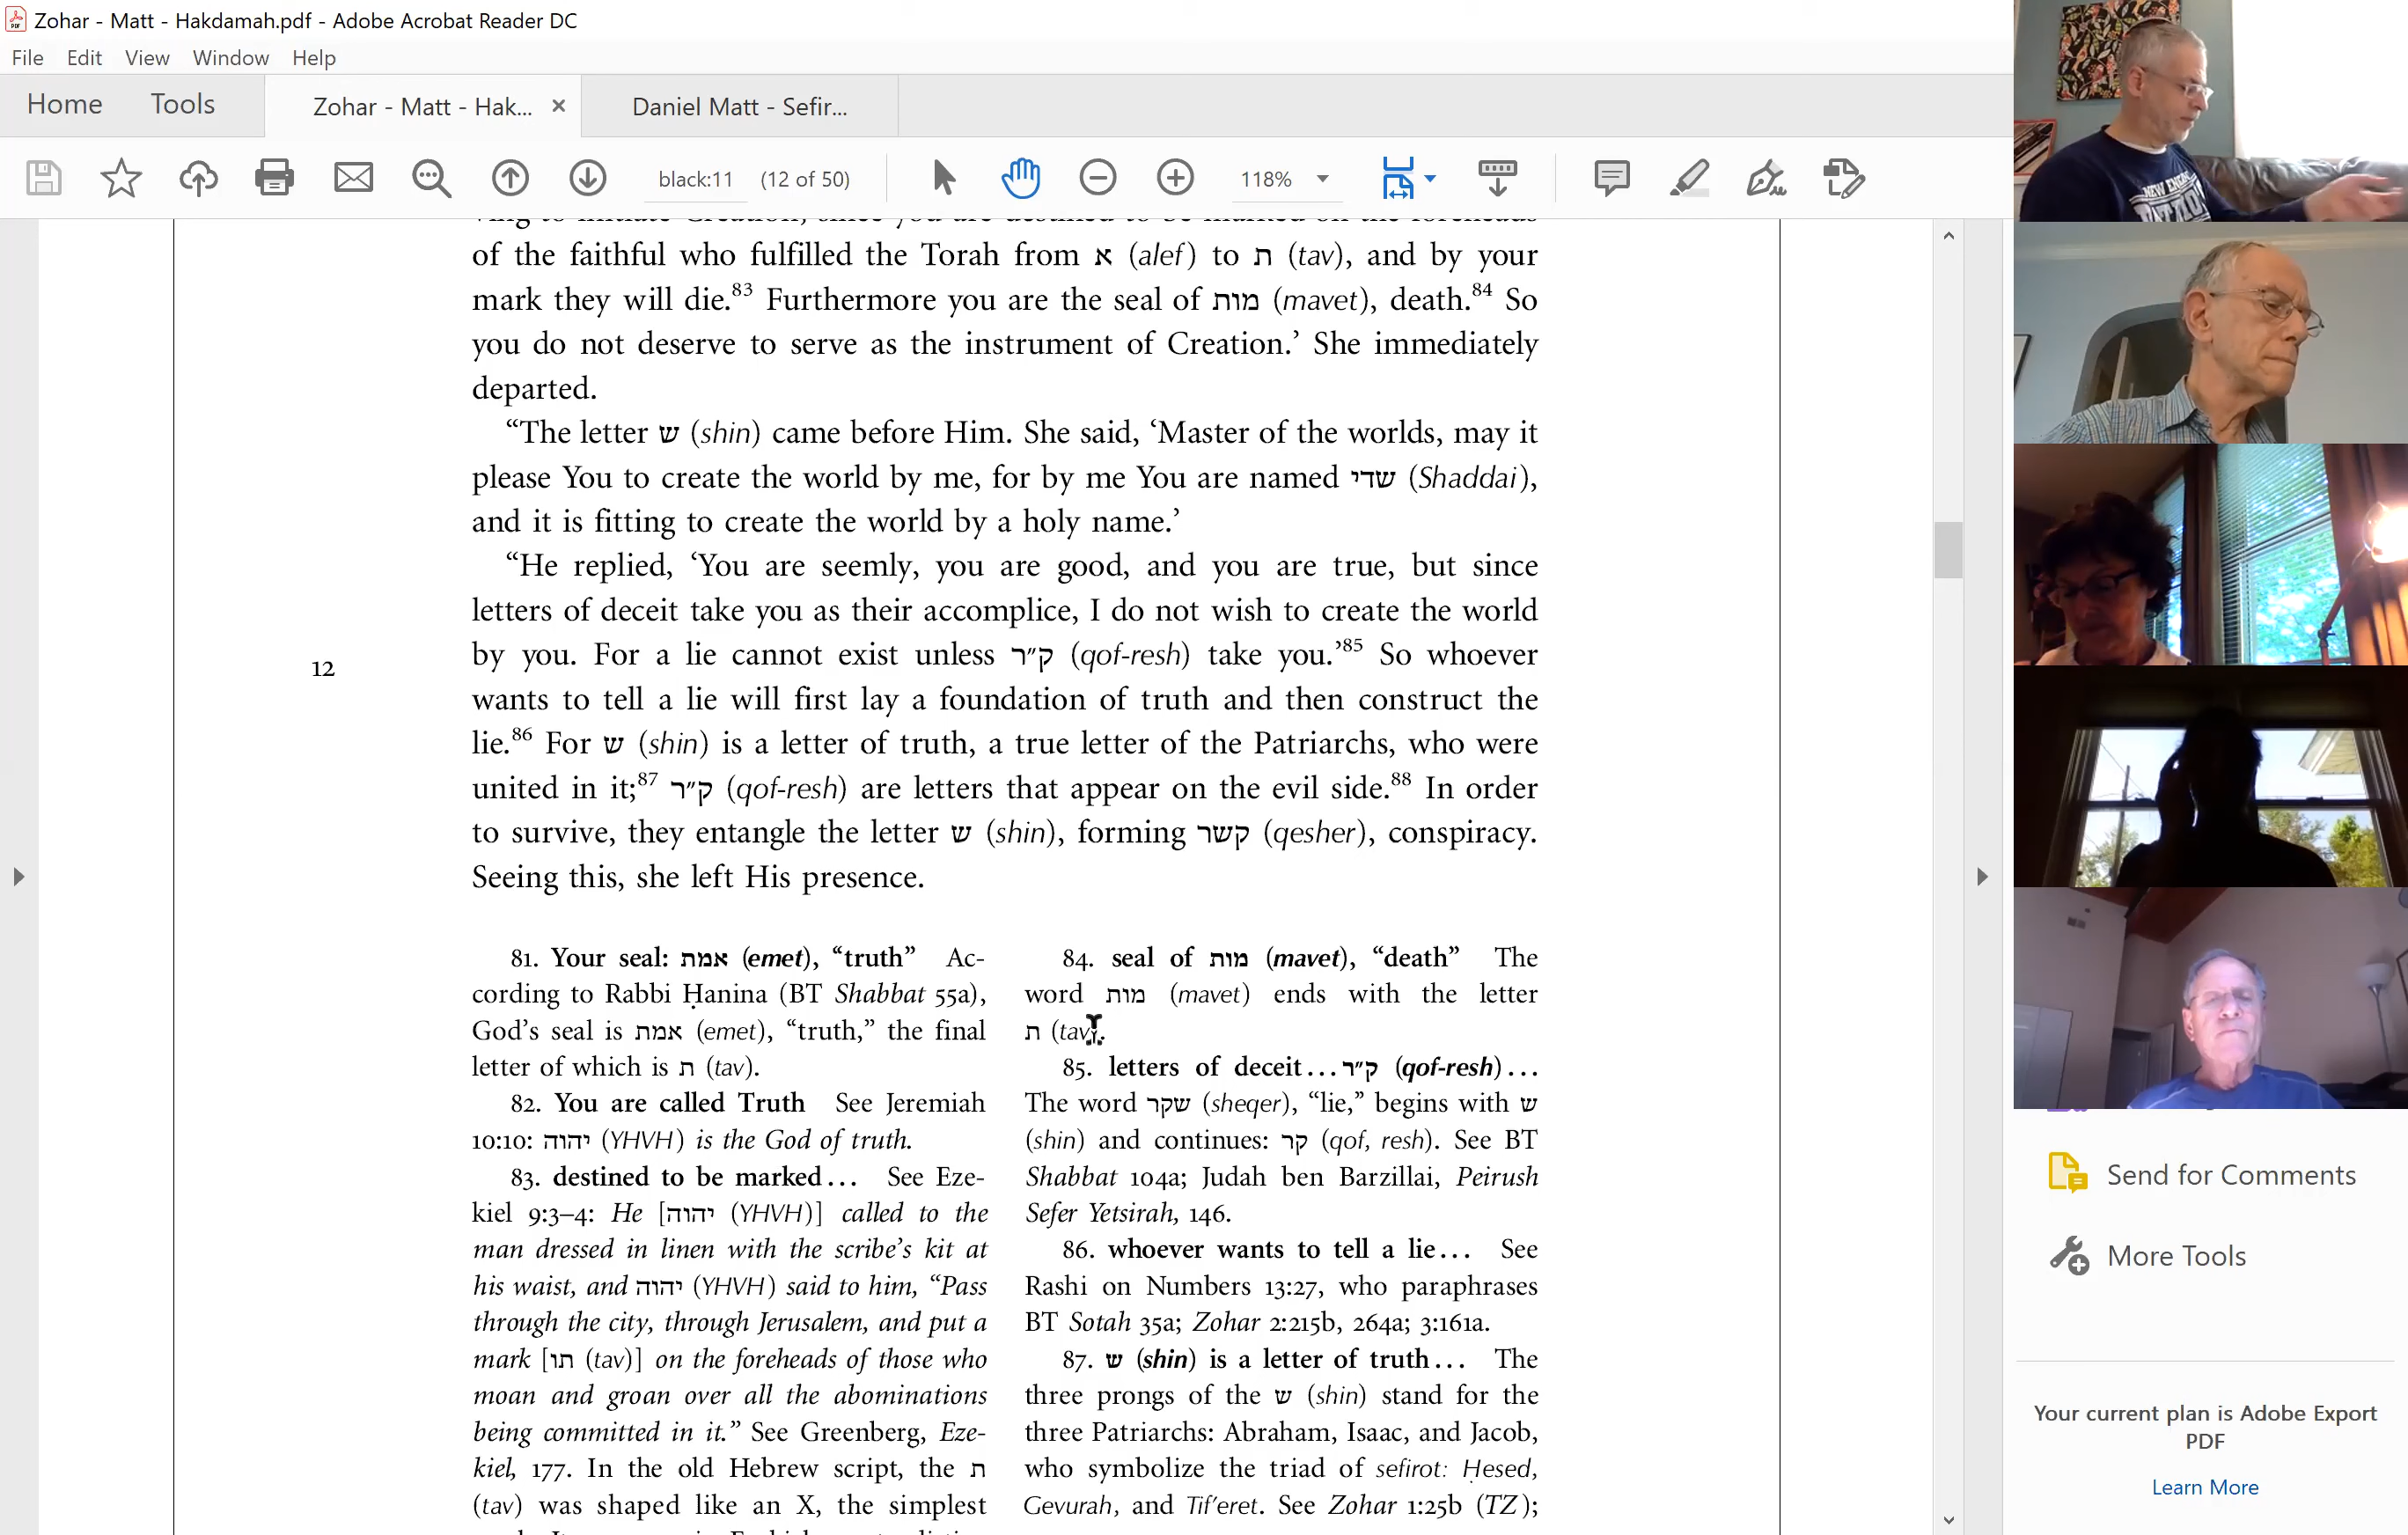 Zohar - Matt - Hakdamah.pdf - Adobe Acrobat Reader DC
File Edit View Window Help
Home Tools Zohar - Matt - Hak... × Daniel Matt - Sefir...
black:11 (12 of 50) 118%
ving to initiate Creation, since you are destined to be marked on the foreheads
of the faithful who fulfilled the Torah from א (alef) to ת (tav), and by your
mark they will die.83 Furthermore you are the seal of מות (mavet), death.84 So
you do not deserve to serve as the instrument of Creation.’ She immediately
departed.
“The letter ש (shin) came before Him. She said, ‘Master of the worlds, may it
please You to create the world by me, for by me You are named שדי (Shaddai),
and it is fitting to create the world by a holy name.’
“He replied, ‘You are seemly, you are good, and you are true, but since
letters of deceit take you as their accomplice, I do not wish to create the world
by you. For a lie cannot exist unless ק״ר (qof-resh) take you.’85 So whoever
12
wants to tell a lie will first lay a foundation of truth and then construct the
lie.86 For ש (shin) is a letter of truth, a true letter of the Patriarchs, who were
united in it;87 ק״ר (qof-resh) are letters that appear on the evil side.88 In order
to survive, they entangle the letter ש (shin), forming קשר (qesher), conspiracy.
Seeing this, she left His presence.
81. Your seal: אמת (emet), “truth” Ac-
cording to Rabbi Ḥanina (BT Shabbat 55a),
God’s seal is אמת (emet), “truth,” the final
letter of which is ת (tav).
82. You are called Truth See Jeremiah
10:10: יהוה (YHVH) is the God of truth.
83. destined to be marked... See Eze-
kiel 9:3–4: He [יהוה (YHVH)] called to the
man dressed in linen with the scribe’s kit at
his waist, and יהוה (YHVH) said to him, “Pass
through the city, through Jerusalem, and put a
mark [תו (tav)] on the foreheads of those who
moan and groan over all the abominations
being committed in it.” See Greenberg, Eze-
kiel, 177. In the old Hebrew script, the ת
(tav) was shaped like an X, the simplest
84. seal of מות (mavet), “death” The
word מות (mavet) ends with the letter
ת (tav).
85. letters of deceit...ק״ר (qof-resh)...
The word שקר (sheqer), “lie,” begins with ש
(shin) and continues: קר (qof, resh). See BT
Shabbat 104a; Judah ben Barzillai, Peirush
Sefer Yetsirah, 146.
86. whoever wants to tell a lie... See
Rashi on Numbers 13:27, who paraphrases
BT Sotah 35a; Zohar 2:215b, 264a; 3:161a.
87. ש (shin) is a letter of truth... The
three prongs of the ש (shin) stand for the
three Patriarchs: Abraham, Isaac, and Jacob,
who symbolize the triad of sefirot: Ḥesed,
Gevurah, and Tif’eret. See Zohar 1:25b (TZ);
NEW ENGL
Send for Comments
More Tools
Your current plan is Adobe Export
PDF
Learn More